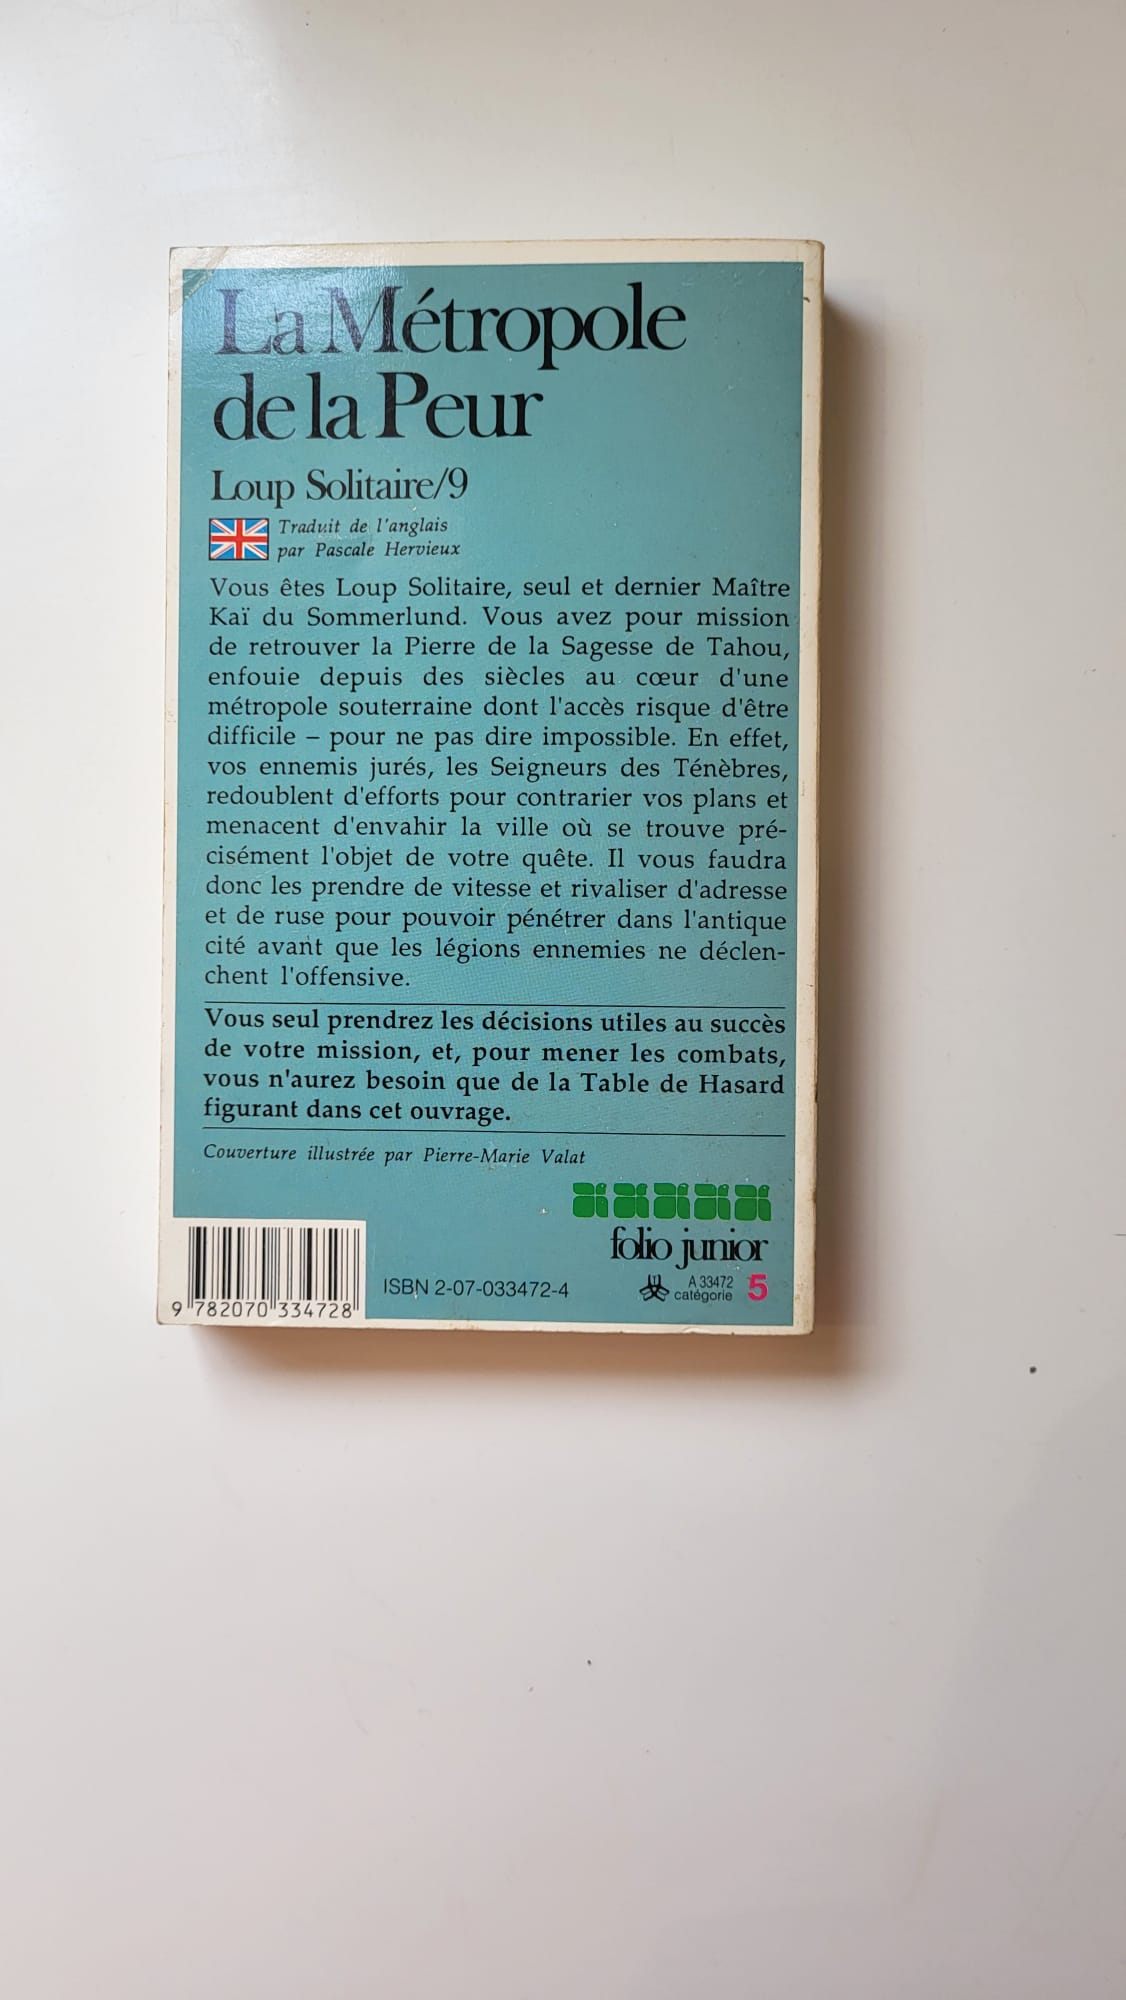 La Métropole
de la Peur
Loup Solitaire/9
Traduit de l'anglais
par Pascale Hervieux
Vous êtes Loup Solitaire, seul et dernier Maître
Kaï du Sommerlund. Vous avez pour mission
de retrouver la Pierre de la Sagesse de Tahou,
enfouie depuis des siècles au cœur d'une
métropole souterraine dont l'accès risque d'être
difficile – pour ne pas dire impossible. En effet,
vos ennemis jurés, les Seigneurs des Ténèbres,
redoublent d'efforts pour contrarier vos plans et
menacent d'envahir la ville où se trouve pré-
cisément l'objet de votre quête. Il vous faudra
donc les prendre de vitesse et rivaliser d'adresse
et de ruse pour pouvoir pénétrer dans l'antique
cité avant que les légions ennemies ne déclen-
chent l'offensive.
Vous seul prendrez les décisions utiles au succès
de votre mission, et, pour mener les combats,
vous n'aurez besoin que de la Table de Hasard
figurant dans cet ouvrage.
Couverture illustrée par Pierre-Marie Valat
folio junior
ISBN 2-07-033472-4
A 33472
catégorie 5
9 782070 334728